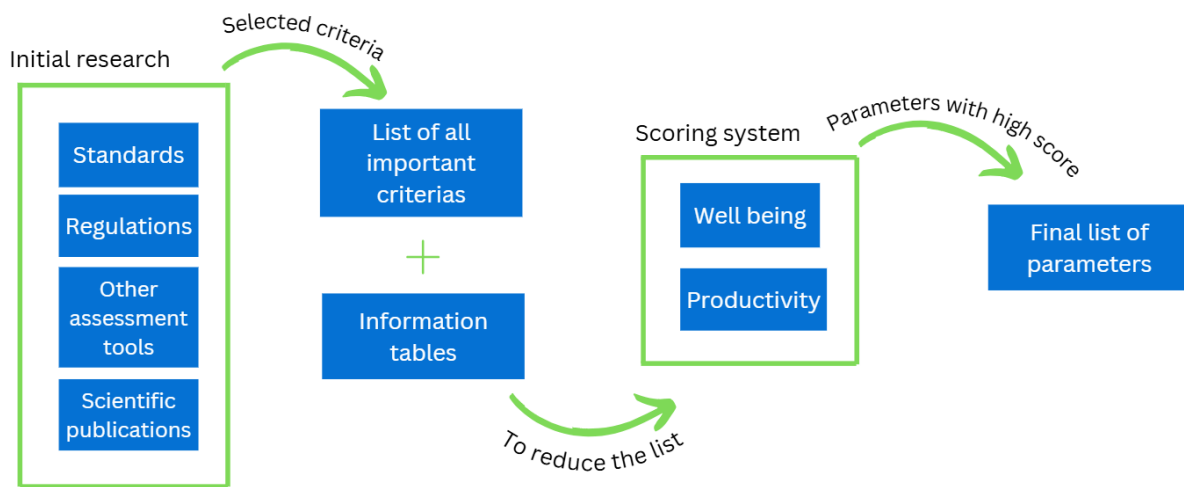 Initial research
Standards
Regulations
Other
assessment
tools
Scientific
publications
Selected criteria
List of all
important
criterias
+
Information
tables
To reduce the list
Scoring system
Well being
Productivity
Parameters with high score
Final list of
parameters